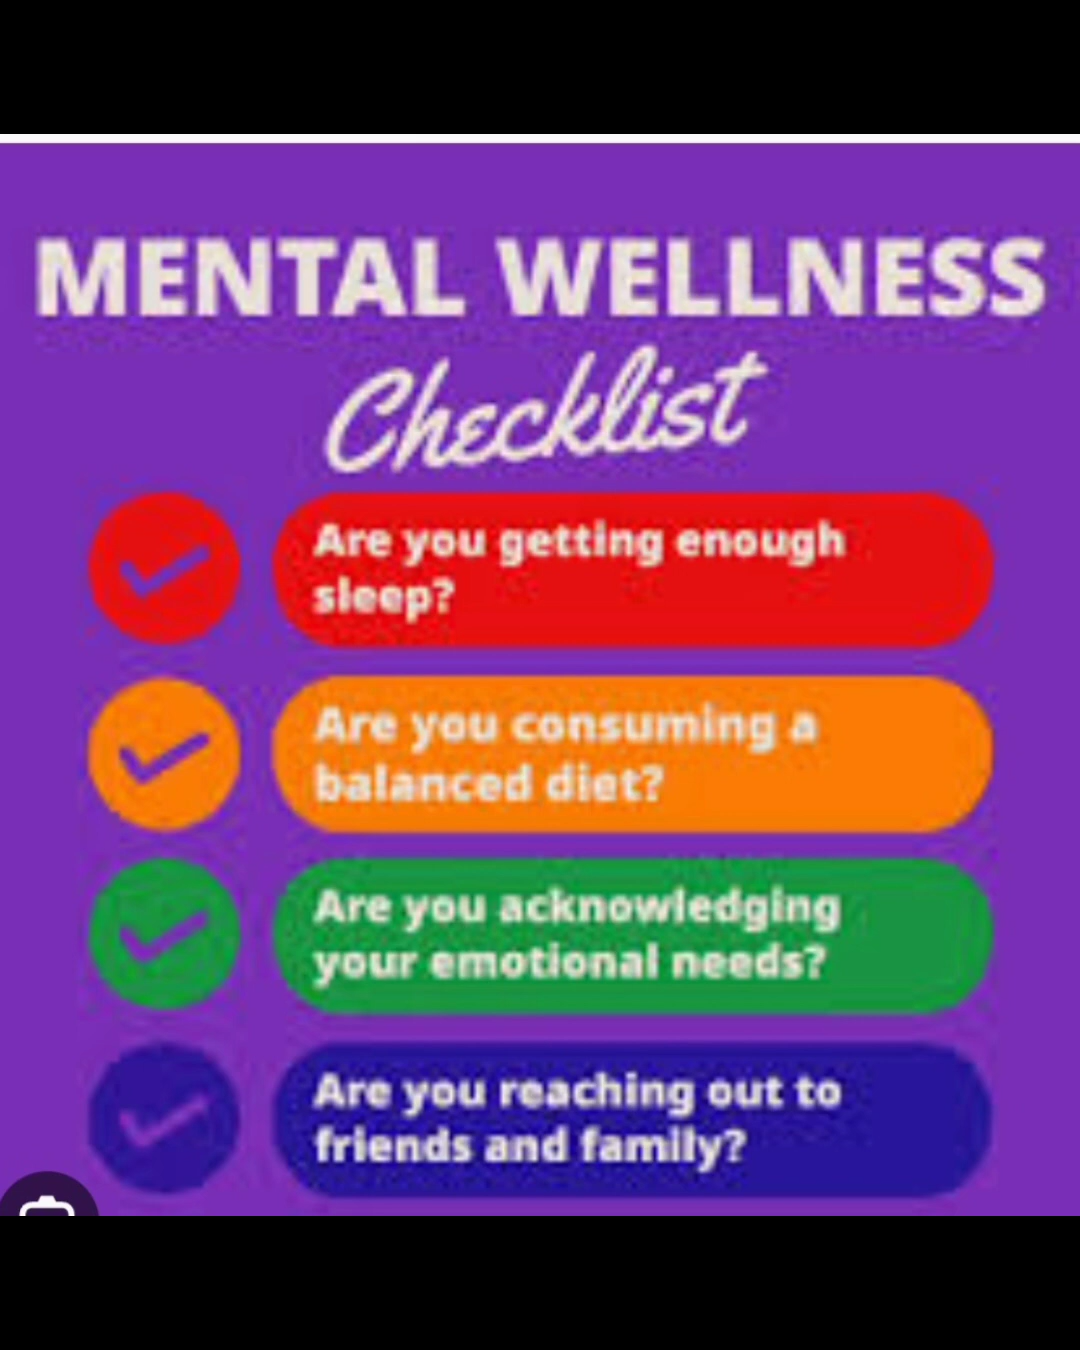 MENTAL WELLNESS
Checklist
Are you getting enough
sleep?
Are you consuming a
balanced diet?
Are you acknowledging
your emotional needs?
Are you reaching out to
friends and family?